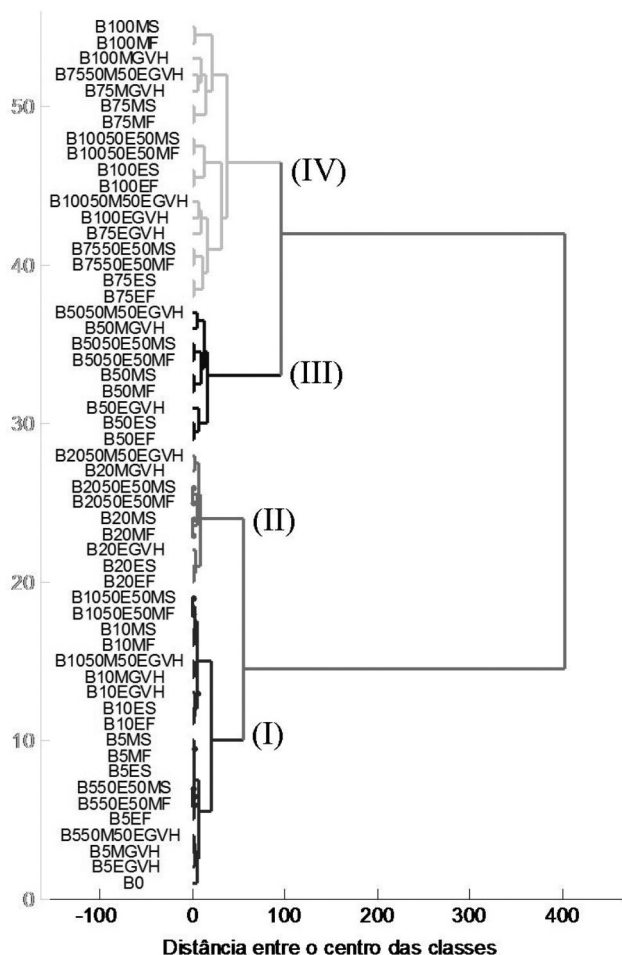 B100MS
B100MF
B100MGVH
B7550M50EGVH
B75MGVH
B75MS
B75MF
B10050E50MS
B10050E50MF
B100ES
B100EF
B10050M50EGVH
B100EGVH
B75EGVH
B7550E50MS
B7550E50MF
B75ES
B75EF
B5050M50EGVH
B50MGVH
B5050E50MS
B5050E50MF
B50MS
B50MF
B50EGVH
B50ES
B50EF
B2050M50EGVH
B20MGVH
B2050E50MS
B2050E50MF
B20MS
B20MF
B20EGVH
B20ES
B20EF
B1050E50MS
B1050E50MF
B10MS
B10MF
B1050M50EGVH
B10MGVH
B10EGVH
B10ES
B10EF
B5MS
B5MF
B5ES
B550E50MS
B550E50MF
B5EF
B550M50EGVH
B5MGVH
B5EGVH
B0
50
40
30
20
10
0
(IV)
(III)
(II)
(I)
-100 0 100 200 300 400
Distância entre o centro das classes